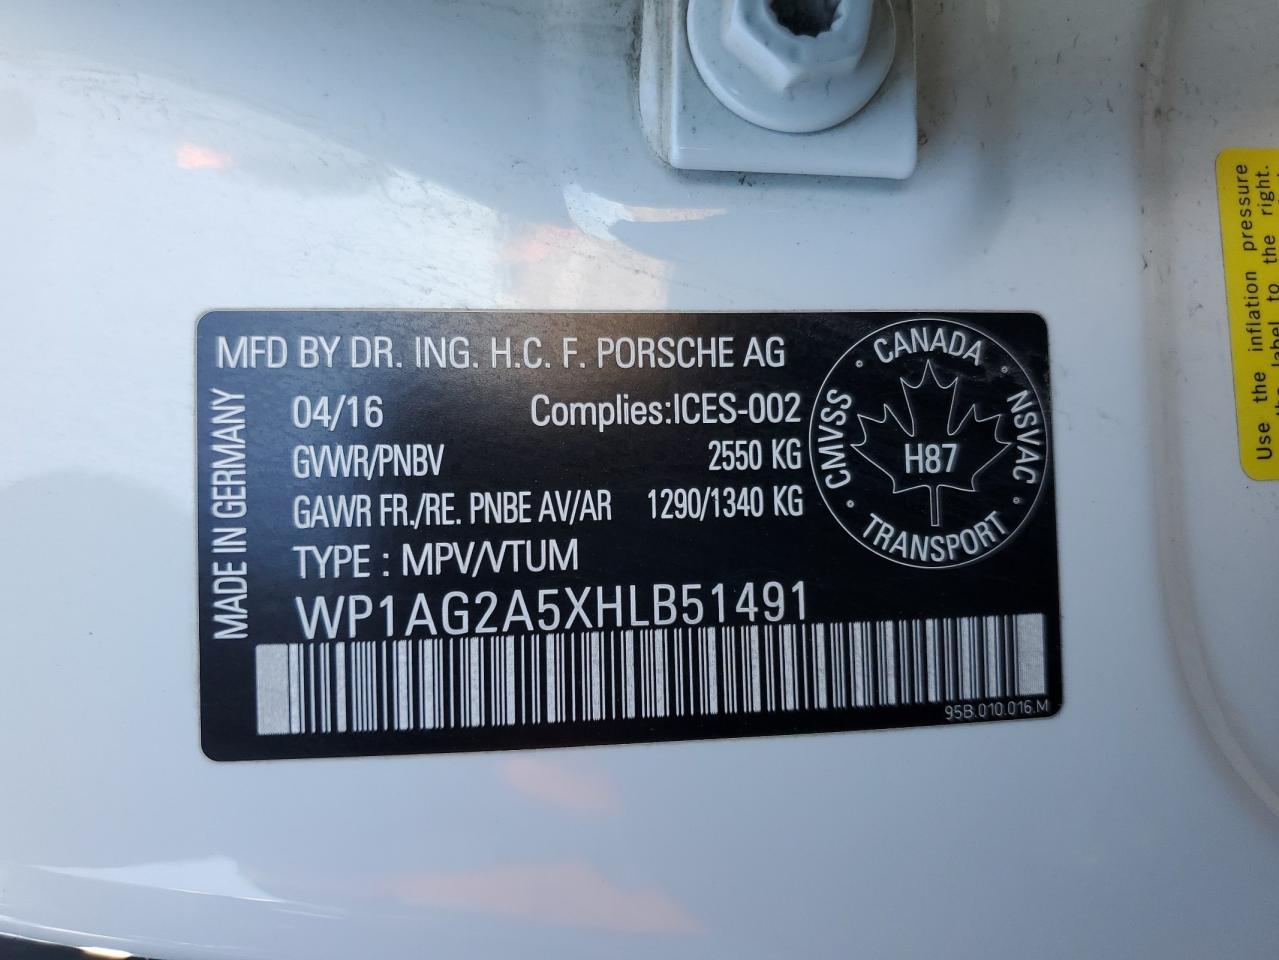 MFD BY DR. ING. H.C. F. PORSCHE AG
MADE IN GERMANY
04/16 Complies:ICES-002
GVWR/PNBV 2550 KG
GAWR FR./RE. PNBE AV/AR 1290/1340 KG
TYPE : MPV/VTUM
WP1AG2A5XHLB51491
95B.010.016.M
CANADA
CMVSS
NSVAC
H87
TRANSPORT
Use the inflation pressure
label to the right.